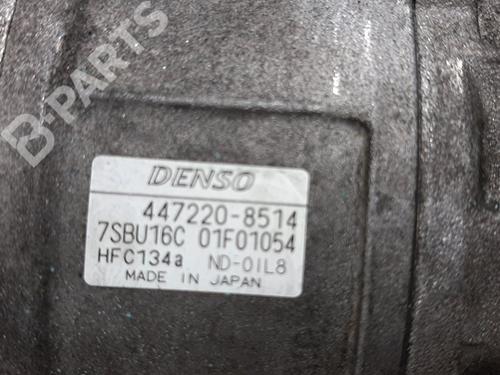 B-PARTS
DENSO
447220-8514
7SBU16C 01F01054
HFC134a ND-OIL8
MADE IN JAPAN